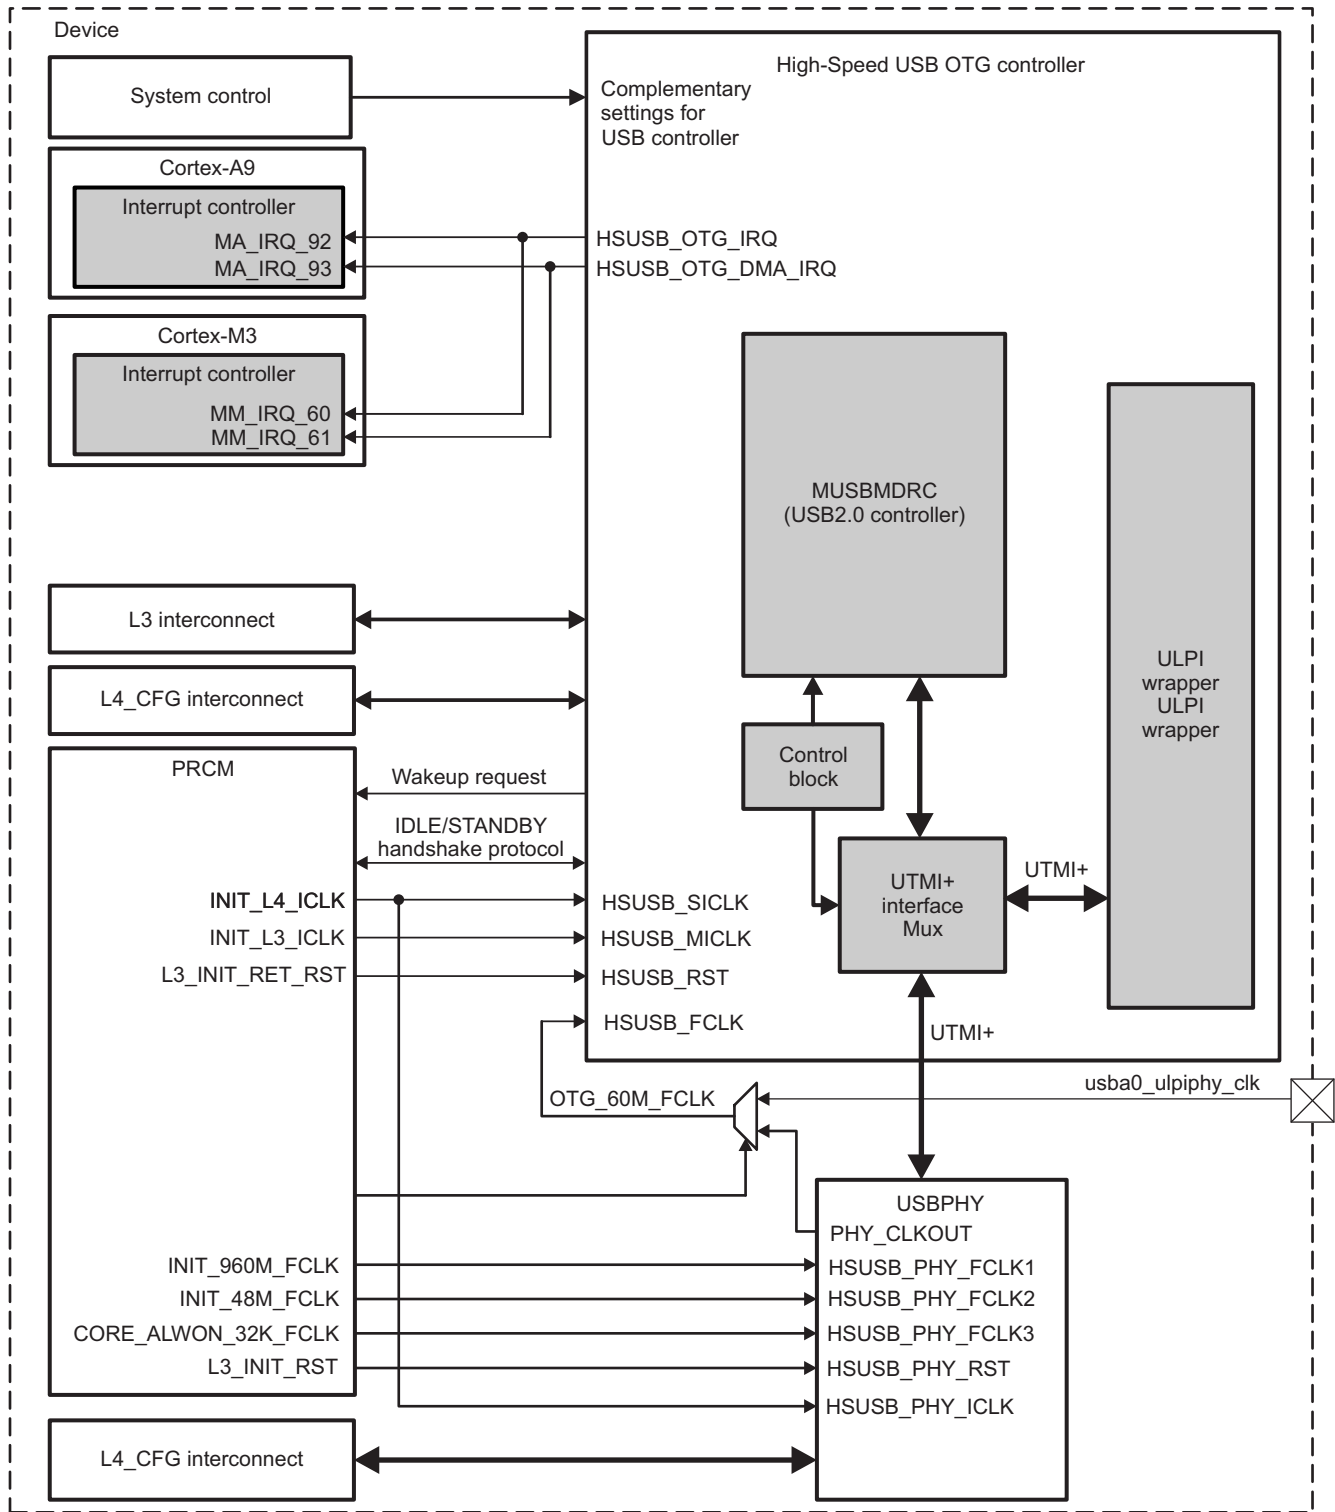 Device
System control
High-Speed USB OTG controller
Complementary
settings for
USB controller
Cortex-A9
Interrupt controller
MA_IRQ_92
MA_IRQ_93
HSUSB_OTG_IRQ
HSUSB_OTG_DMA_IRQ
Cortex-M3
Interrupt controller
MM_IRQ_60
MM_IRQ_61
MUSBMDRC
(USB2.0 controller)
L3 interconnect
L4_CFG interconnect
ULPI
wrapper
ULPI
wrapper
Control
block
PRCM
Wakeup request
IDLE/STANDBY
handshake protocol
UTMI+
interface
Mux
UTMI+
INIT_L4_ICLK
HSUSB_SICLK
INIT_L3_ICLK
HSUSB_MICLK
L3_INIT_RET_RST
HSUSB_RST
HSUSB_FCLK
UTMI+
OTG_60M_FCLK
usba0_ulpiphy_clk
USBPHY
PHY_CLKOUT
INIT_960M_FCLK
HSUSB_PHY_FCLK1
INIT_48M_FCLK
HSUSB_PHY_FCLK2
CORE_ALWON_32K_FCLK
HSUSB_PHY_FCLK3
L3_INIT_RST
HSUSB_PHY_RST
HSUSB_PHY_ICLK
L4_CFG interconnect